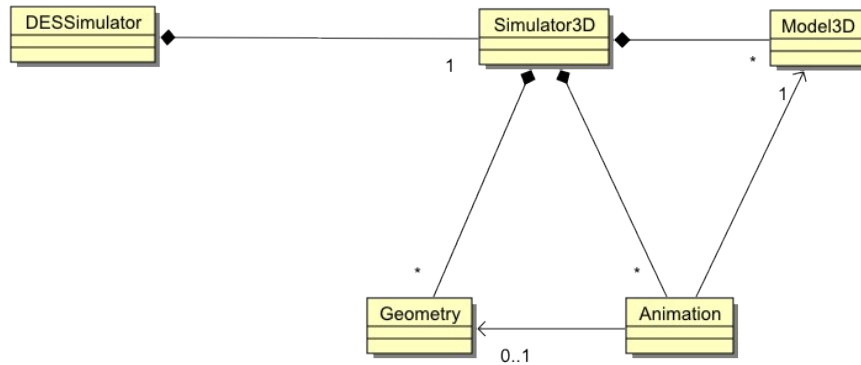 DESSimulator
Simulator3D
Model3D
1
*
1
*
*
Geometry
Animation
0..1